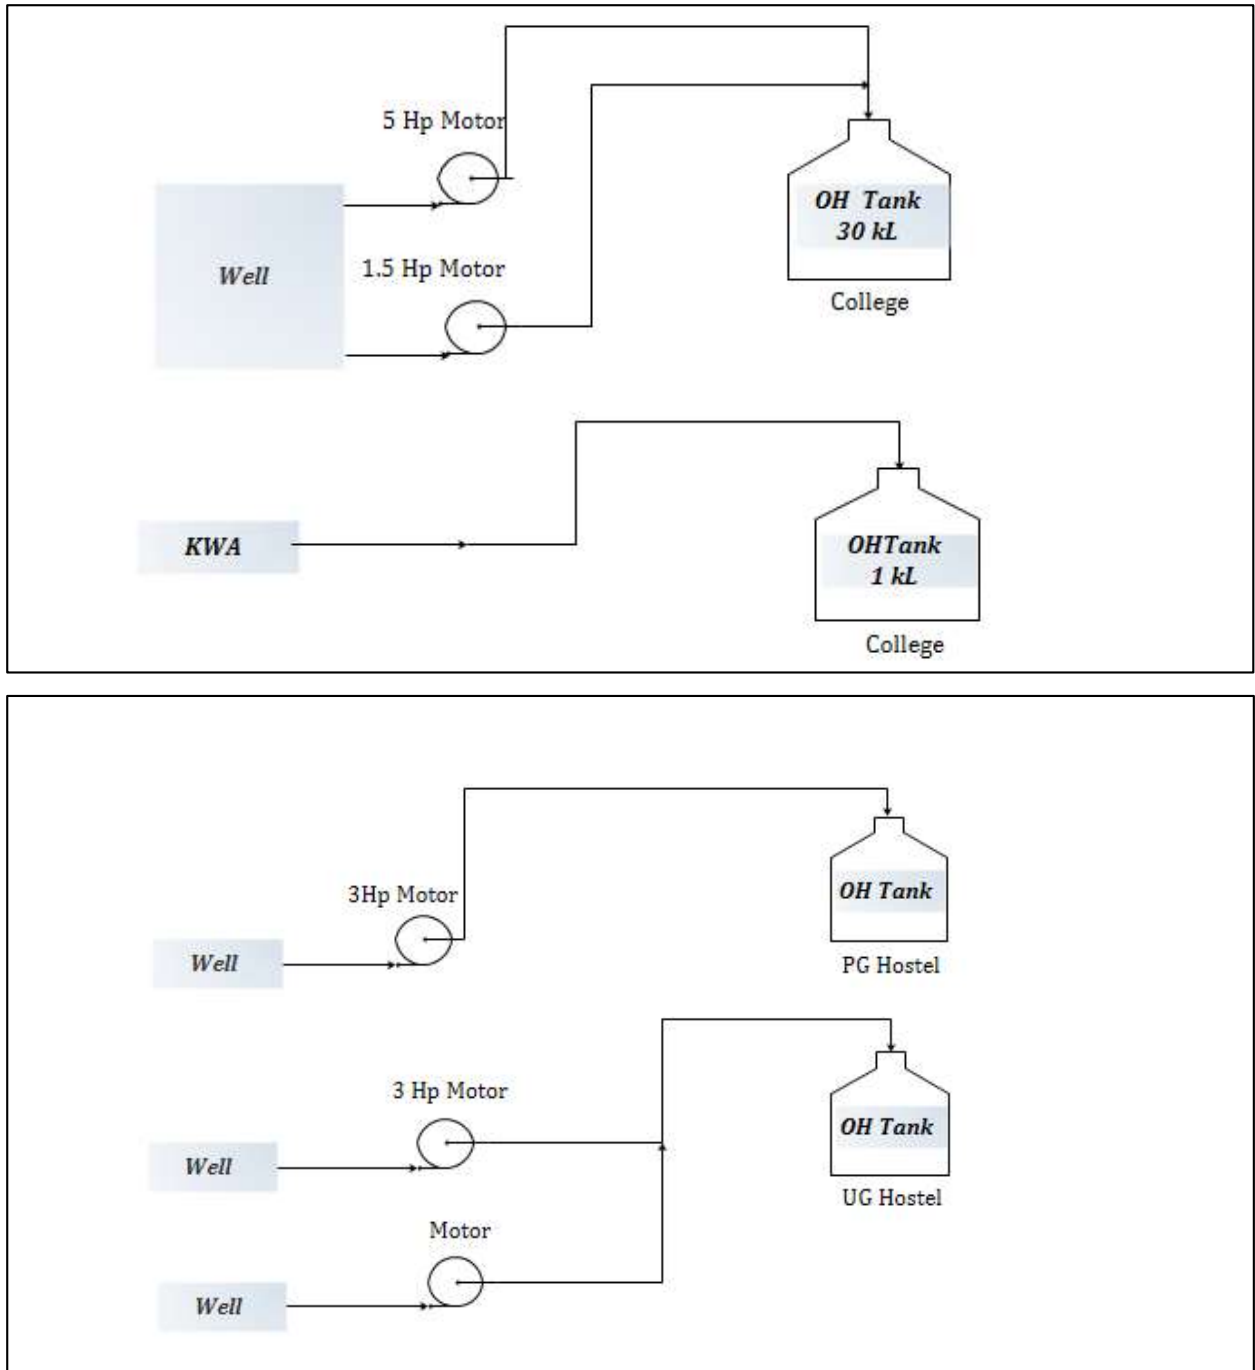 5 Hp Motor
OH Tank
30 kL
Well
1.5 Hp Motor
College
KWA
OHTank
1 kL
College
3Hp Motor
OH Tank
Well
PG Hostel
3 Hp Motor
OH Tank
Well
UG Hostel
Motor
Well